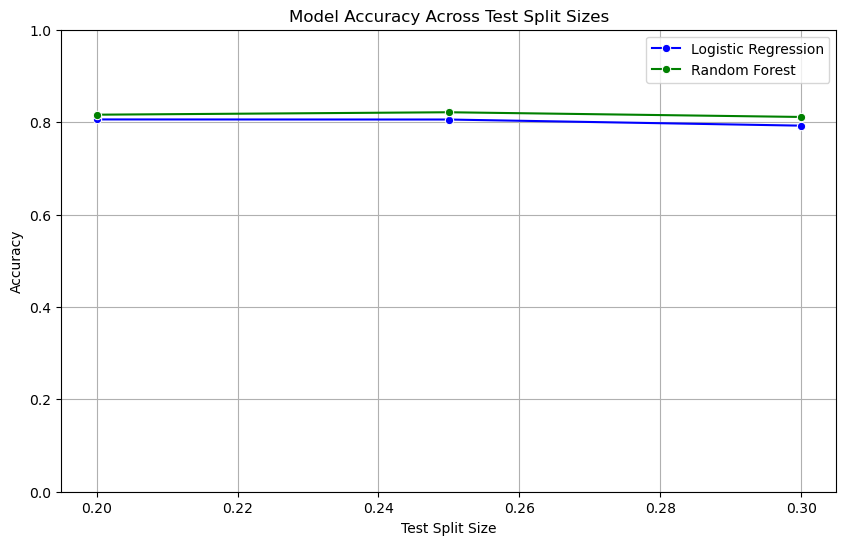 Model Accuracy Across Test Split Sizes
Logistic Regression
Random Forest
1.0
0.8
0.6
0.4
0.2
0.0
Accuracy
0.20 0.22 0.24 0.26 0.28 0.30
Test Split Size